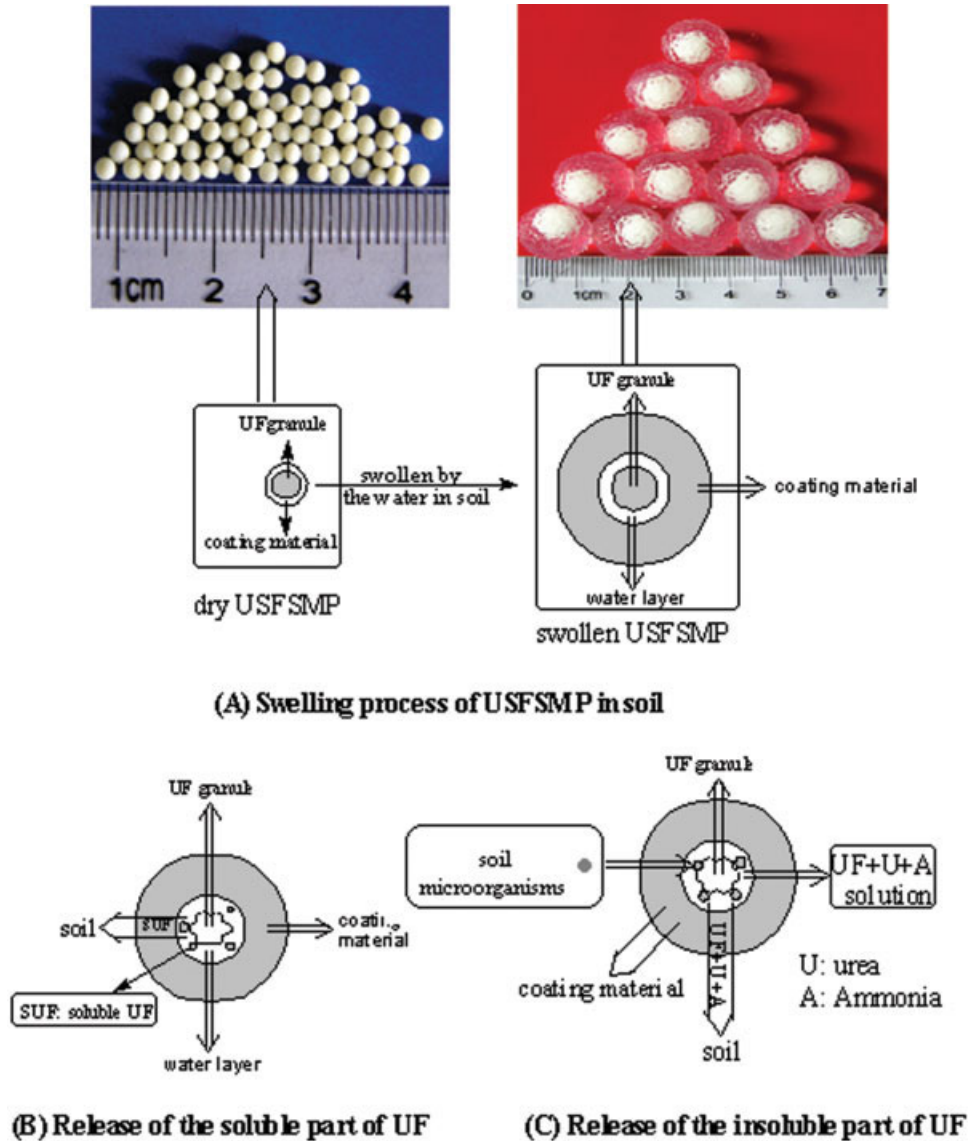 1cm 2 3 4
0 1cm 2 3 4 5 6 7
UF granule
swollen by
the water in soil
coating material
dry USFSMP
UF granule
coating material
water layer
swollen USFSMP
(A) Swelling process of USFSMP in soil
UF granule
soil
SUF
coating
material
SUF: soluble UF
water layer
(B) Release of the soluble part of UF
UF granule
soil
microorganisms
UF+U+A
solution
UF+U+A
coating material
soil
U: urea
A: Ammonia
(C) Release of the insoluble part of UF